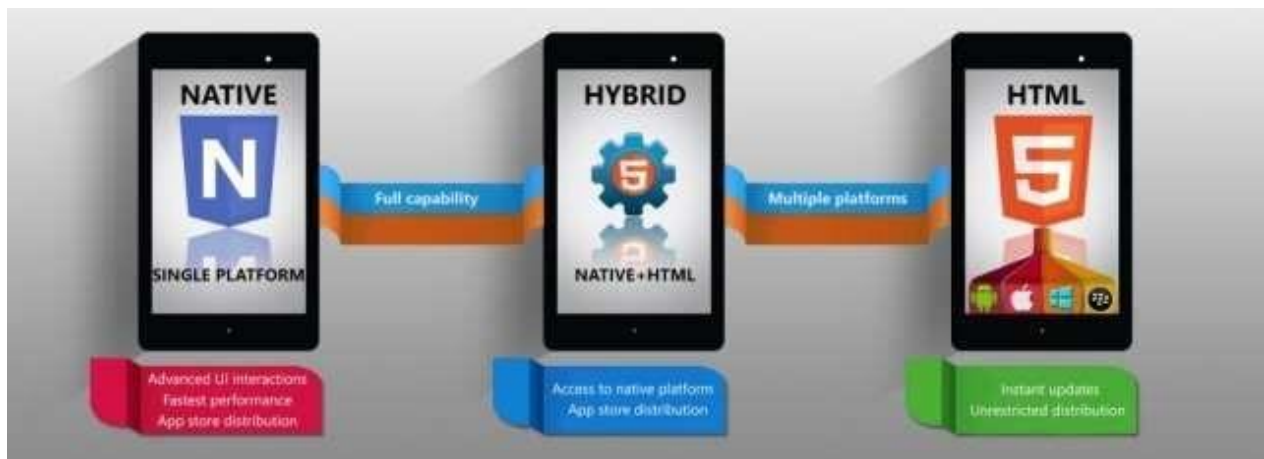 NATIVE
N
SINGLE PLATFORM
Full capability
HYBRID
5
NATIVE+HTML
Multiple platforms
HTML
5
Advanced UI interactions
Fastest performance
App store distribution
Access to native platform
App store distribution
Instant updates
Unrestricted distribution